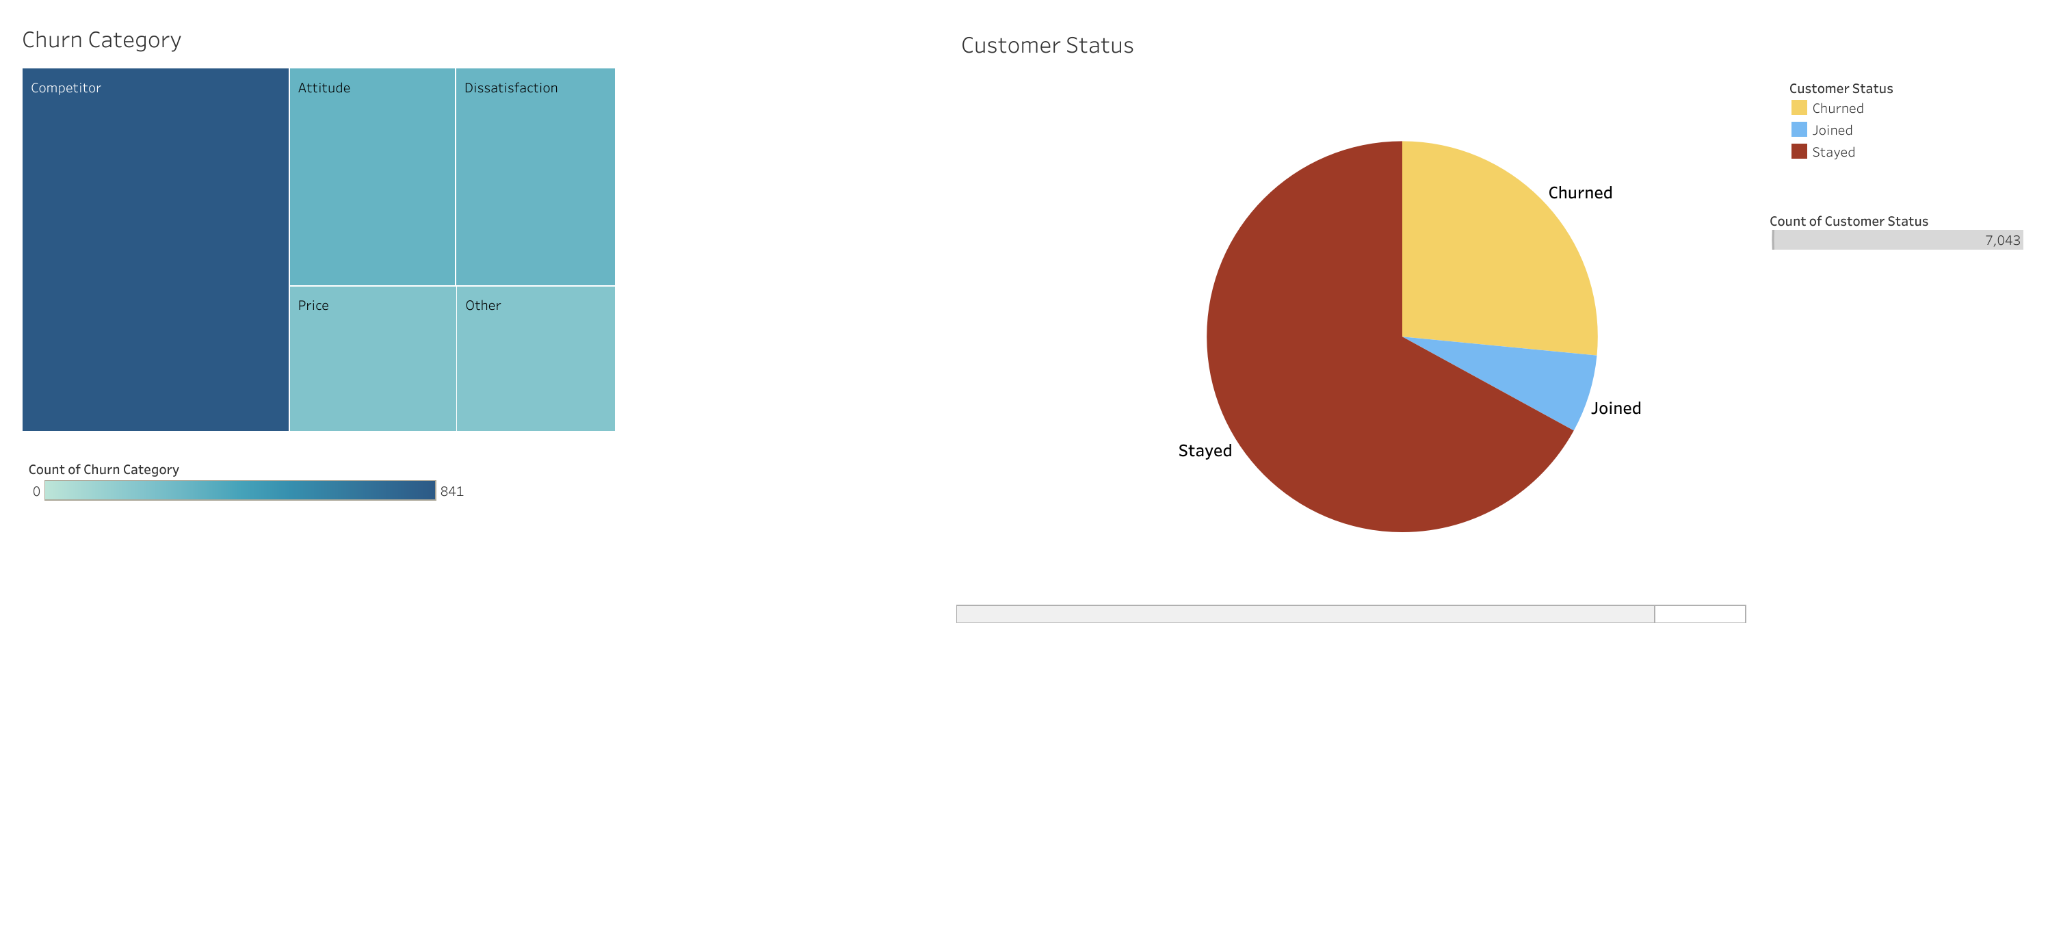 Churn Category
Competitor
Attitude
Dissatisfaction
Price
Other
Count of Churn Category
0
841
Customer Status
Churned
Joined
Stayed
Customer Status
Churned
Joined
Stayed
Count of Customer Status
7,043